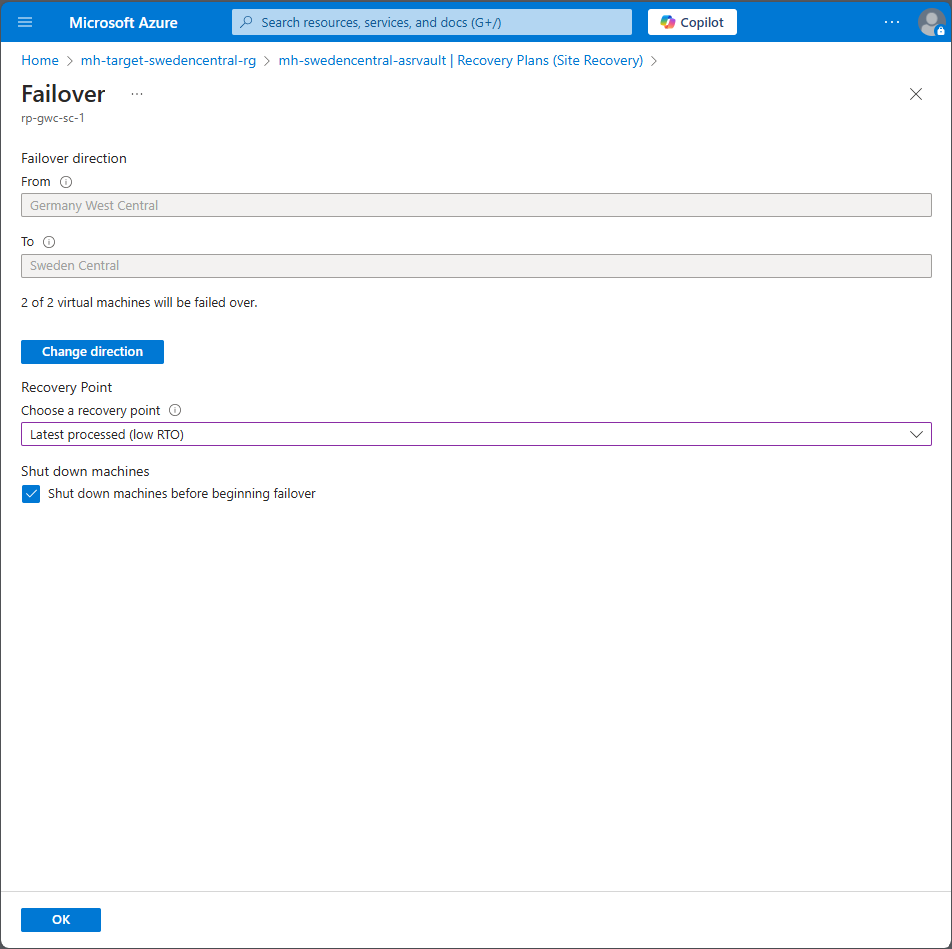 Microsoft Azure
Search resources, services, and docs (G+/)
Copilot
...
Home > mh-target-swedencentral-rg > mh-swedencentral-asrvault | Recovery Plans (Site Recovery) >
Failover ...
rp-gwc-sc-1
Failover direction
From
Germany West Central
To
Sweden Central
2 of 2 virtual machines will be failed over.
Change direction
Recovery Point
Choose a recovery point
Latest processed (low RTO)
Shut down machines
Shut down machines before beginning failover
OK